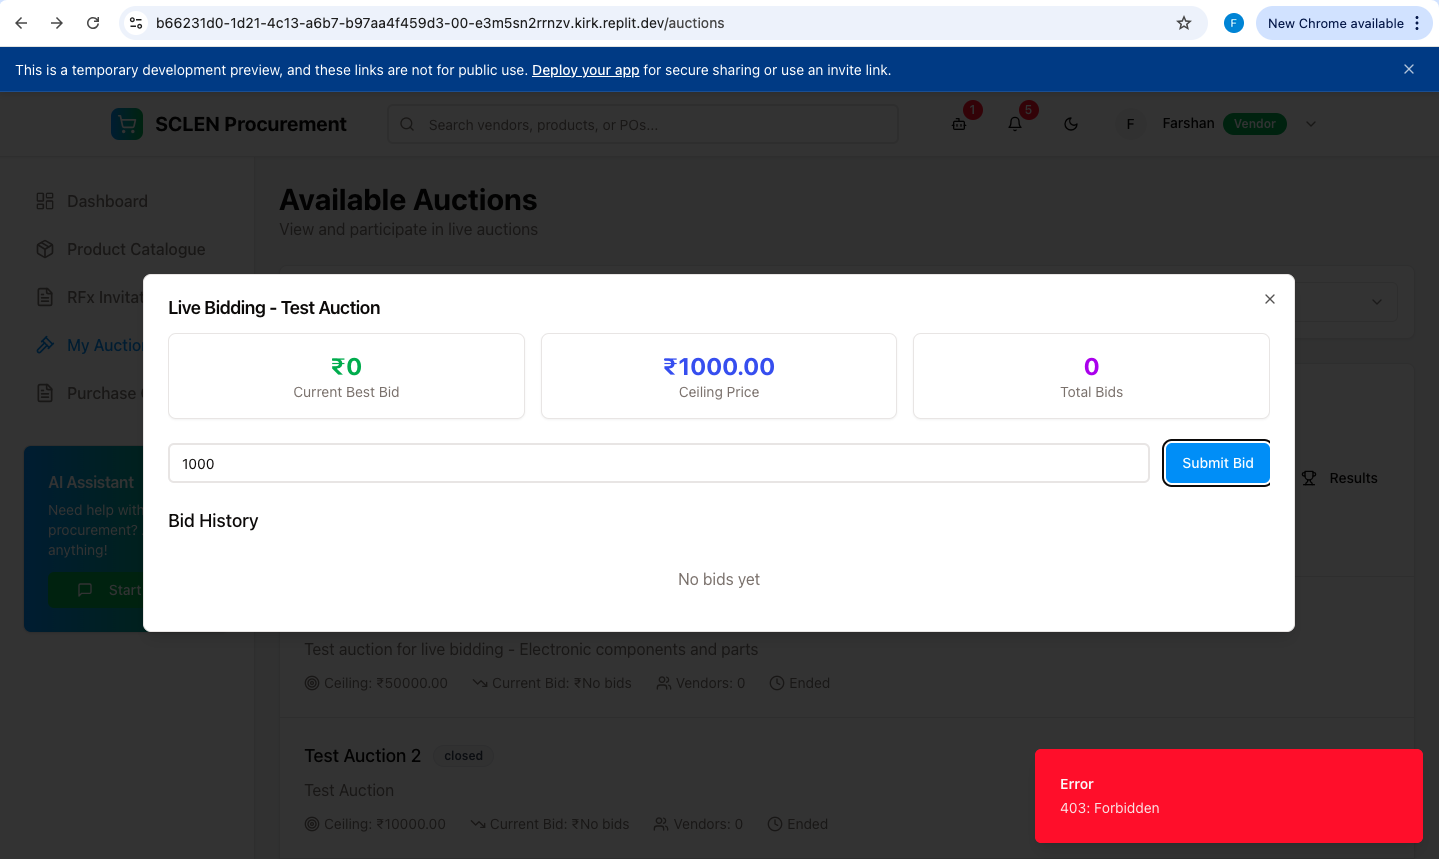 b66231d0-1d21-4c13-a6b7-b97aa4f459d3-00-e3m5sn2rrnzv.kirk.replit.dev/auctions
F
New Chrome available
This is a temporary development preview, and these links are not for public use. Deploy your app for secure sharing or use an invite link.
SCLEN Procurement
Search vendors, products, or POs...
1
5
F
Farshan
Vendor
Dashboard
Product Catalogue
RFx Invitat
My Auctio
Purchase
AI Assistant
Need help with
procurement?
anything!
Start
Available Auctions
View and participate in live auctions
Live Bidding - Test Auction
₹0
Current Best Bid
₹1000.00
Ceiling Price
0
Total Bids
1000
Submit Bid
Bid History
No bids yet
Results
Test auction for live bidding - Electronic components and parts
Ceiling: ₹50000.00 Current Bid: ₹No bids Vendors: 0 Ended
Test Auction 2 closed
Test Auction
Ceiling: ₹10000.00 Current Bid: ₹No bids Vendors: 0 Ended
Error
403: Forbidden